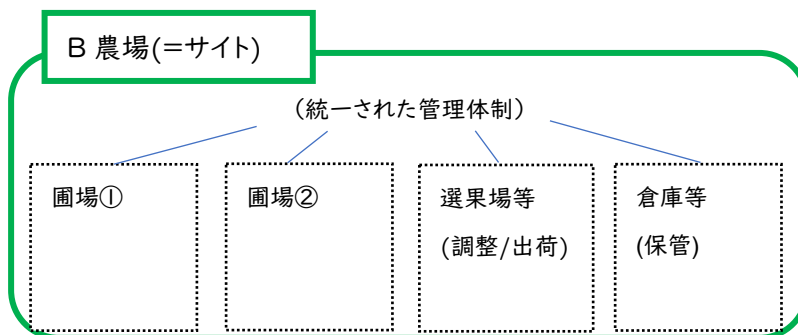 B 農場(=サイト)
（統一された管理体制）
圃場①
圃場②
選果場等
(調整/出荷)
倉庫等
(保管)